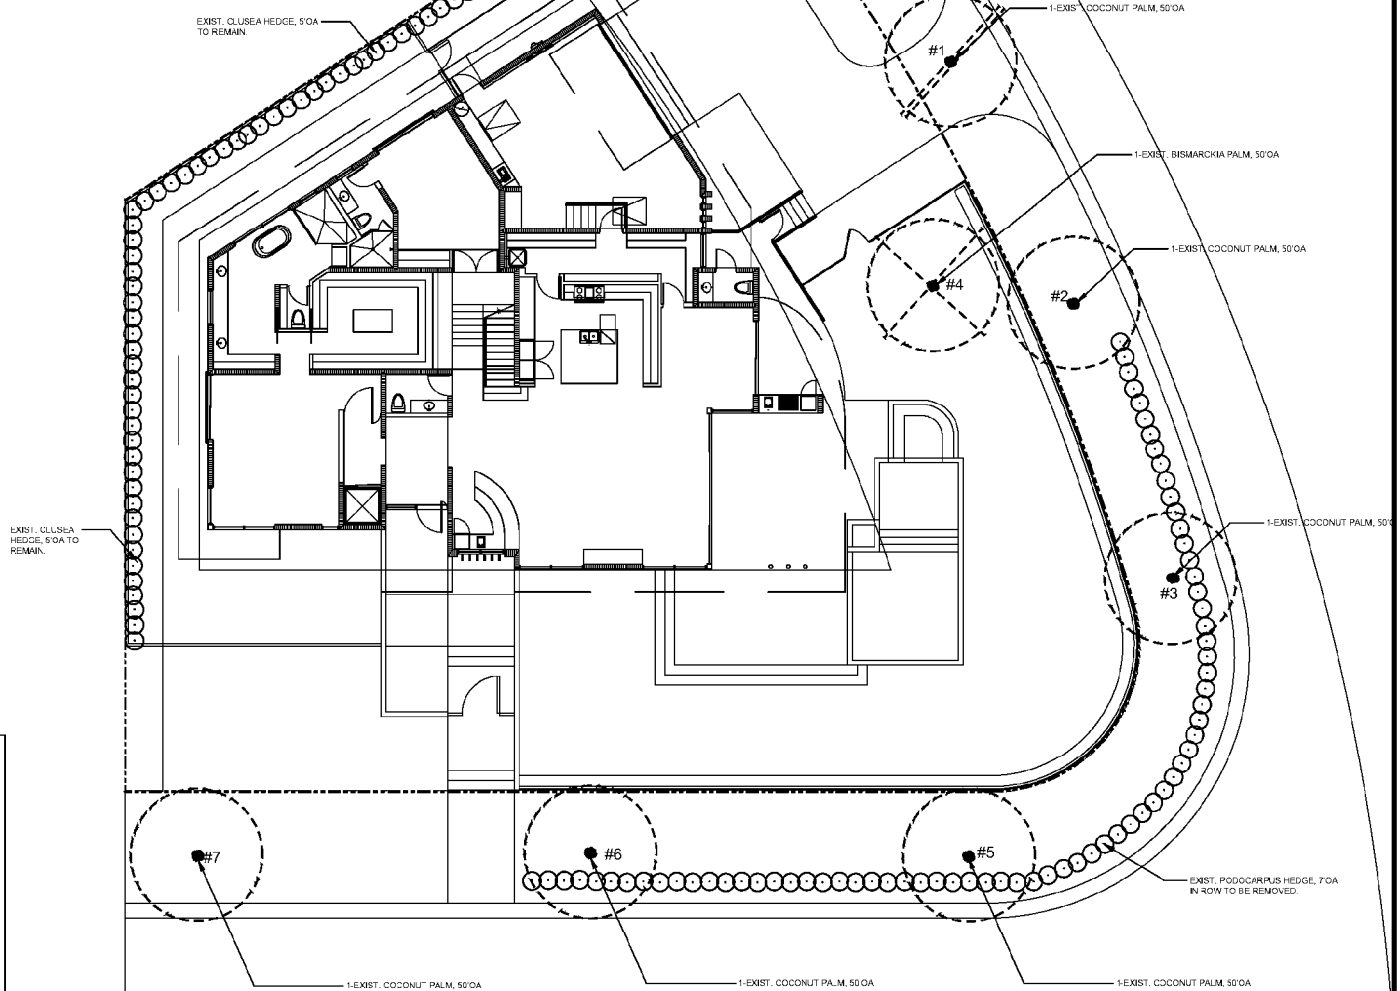 EXIST. CLUSEA HEDGE, 5'OA
TO REMAIN.
1-EXIST. COCONUT PALM, 50'OA
#1
1-EXIST. BISMARCKIA PALM, 50'OA
1-EXIST. COCONUT PALM, 50'OA
#4
#2
EXIST. CLUSEA
HEDGE, 5'OA TO
REMAIN.
1-EXIST. COCONUT PALM, 50'O
#3
#7
#6
#5
EXIST. PODOCARPUS HEDGE, 7'OA
IN ROW TO BE REMOVED.
1-EXIST. COCONUT PALM, 50'OA
1-EXIST. COCONUT PALM, 50'OA
1-EXIST. COCONUT PALM, 50'OA